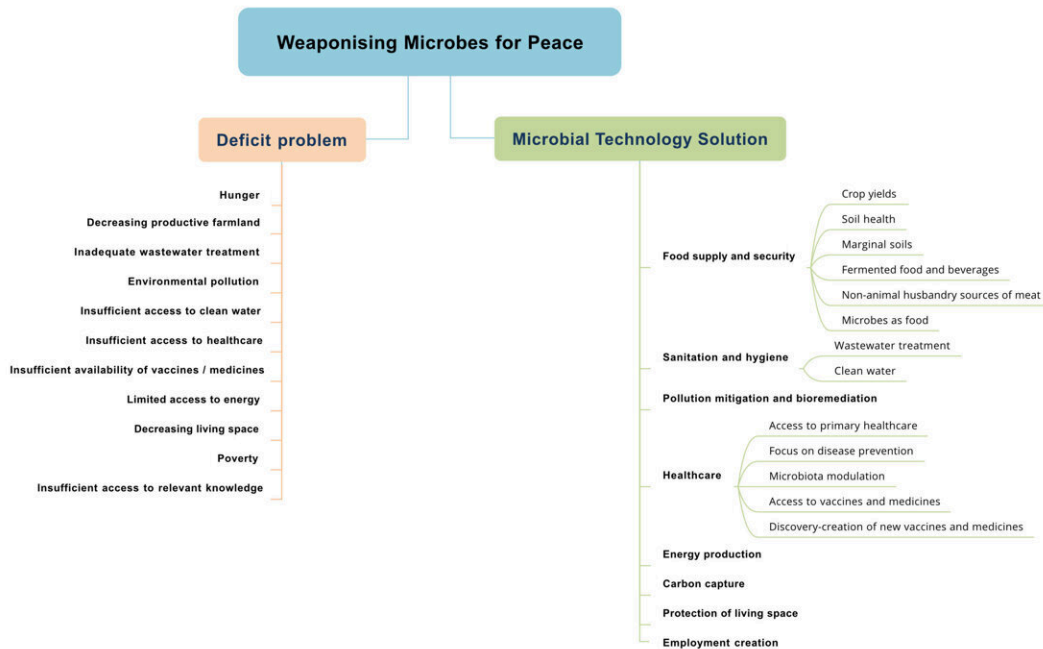 Weaponising Microbes for Peace
Deficit problem
Hunger
Decreasing productive farmland
Inadequate wastewater treatment
Environmental pollution
Insufficient access to clean water
Insufficient access to healthcare
Insufficient availability of vaccines / medicines
Limited access to energy
Decreasing living space
Poverty
Insufficient access to relevant knowledge
Microbial Technology Solution
Food supply and security
Crop yields
Soil health
Marginal soils
Fermented food and beverages
Non-animal husbandry sources of meat
Microbes as food
Sanitation and hygiene
Wastewater treatment
Clean water
Pollution mitigation and bioremediation
Healthcare
Access to primary healthcare
Focus on disease prevention
Microbiota modulation
Access to vaccines and medicines
Discovery-creation of new vaccines and medicines
Energy production
Carbon capture
Protection of living space
Employment creation